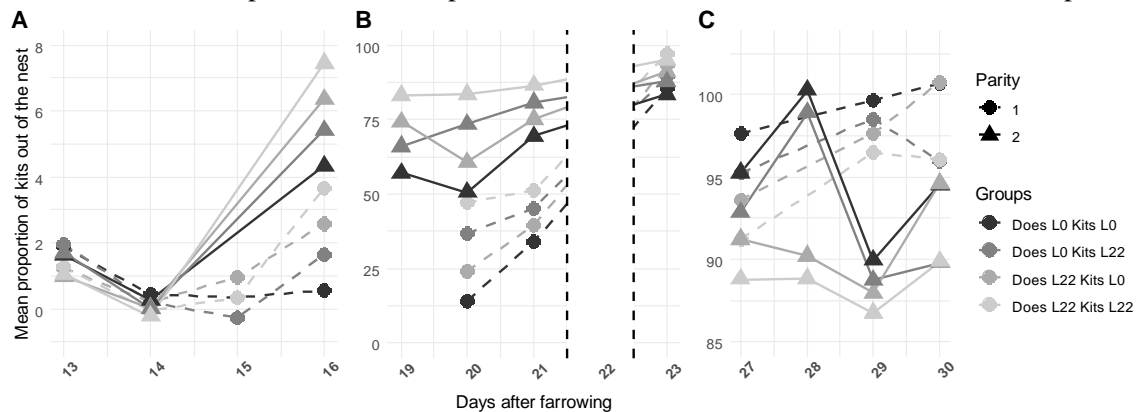 A
B
C
Mean proportion of kits out of the nest
8
6
4
2
0
13
14
15
16
100
75
50
25
0
19
20
21
22
23
100
95
90
85
27
28
29
30
Days after farrowing
Parity
1
2
Groups
Does L0 Kits L0
Does L0 Kits L22
Does L22 Kits L0
Does L22 Kits L22